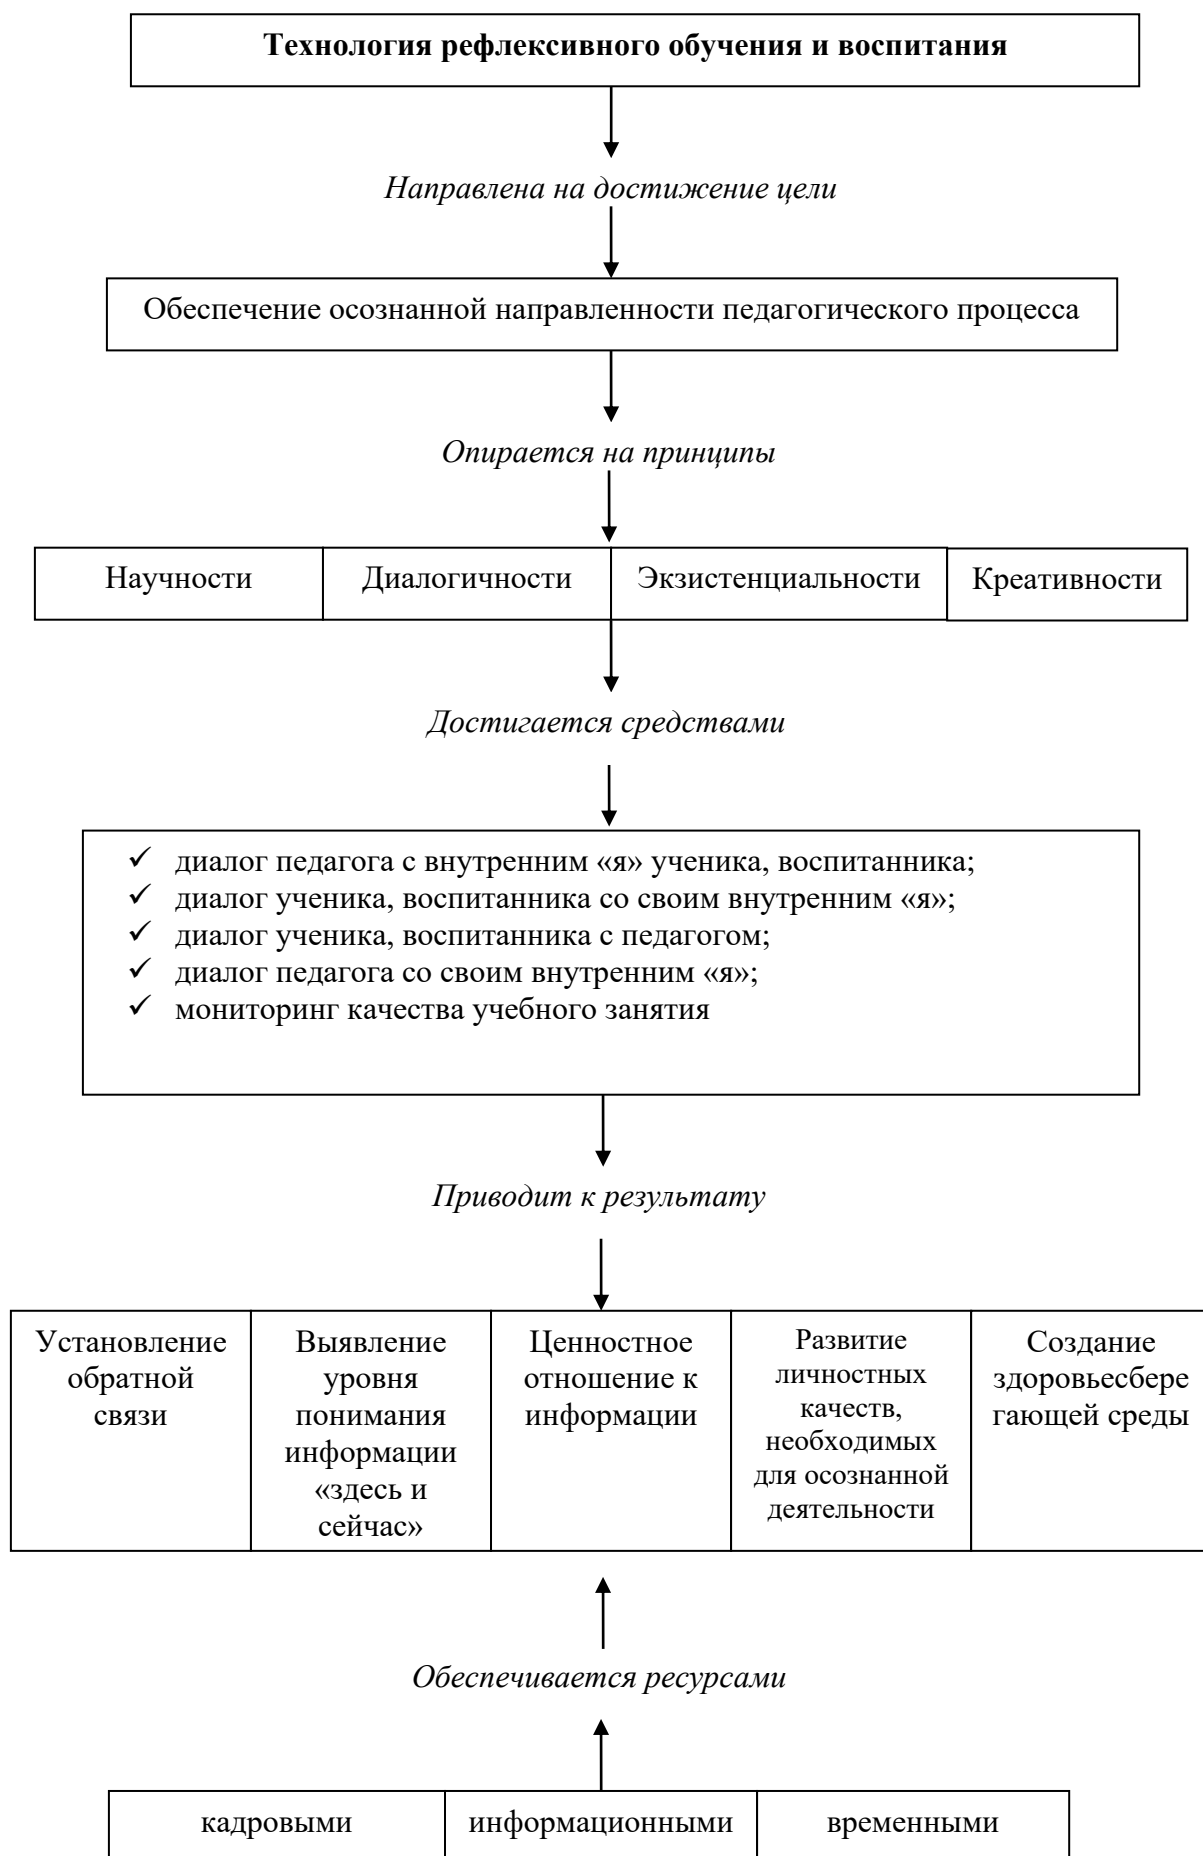 Технология рефлексивного обучения и воспитания
Направлена на достижение цели
Обеспечение осознанной направленности педагогического процесса
Опирается на принципы
Научности
Диалогичности
Экзистенциальности
Креативности
Достигается средствами
✓ диалог педагога с внутренним «я» ученика, воспитанника;
✓ диалог ученика, воспитанника со своим внутренним «я»;
✓ диалог ученика, воспитанника с педагогом;
✓ диалог педагога со своим внутренним «я»;
✓ мониторинг качества учебного занятия
Приводит к результату
Установление
обратной
связи
Выявление
уровня
понимания
информации
«здесь и
сейчас»
Ценностное
отношение к
информации
Развитие
личностных
качеств,
необходимых
для осознанной
деятельности
Создание
здоровьесбере
гающей среды
Обеспечивается ресурсами
кадровыми
информационными
временными